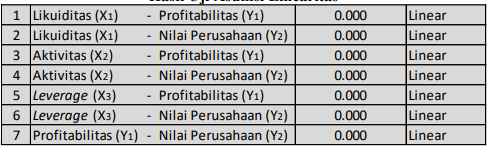 1 Likuiditas (X1) - Profitabilitas (Y1) 0.000 Linear
2 Likuiditas (X1) - Nilai Perusahaan (Y2) 0.000 Linear
3 Aktivitas (X2) - Profitabilitas (Y1) 0.000 Linear
4 Aktivitas (X2) - Nilai Perusahaan (Y2) 0.000 Linear
5 Leverage (X3) - Profitabilitas (Y1) 0.000 Linear
6 Leverage (X3) - Nilai Perusahaan (Y2) 0.000 Linear
7 Profitabilitas (Y1) - Nilai Perusahaan (Y2) 0.000 Linear